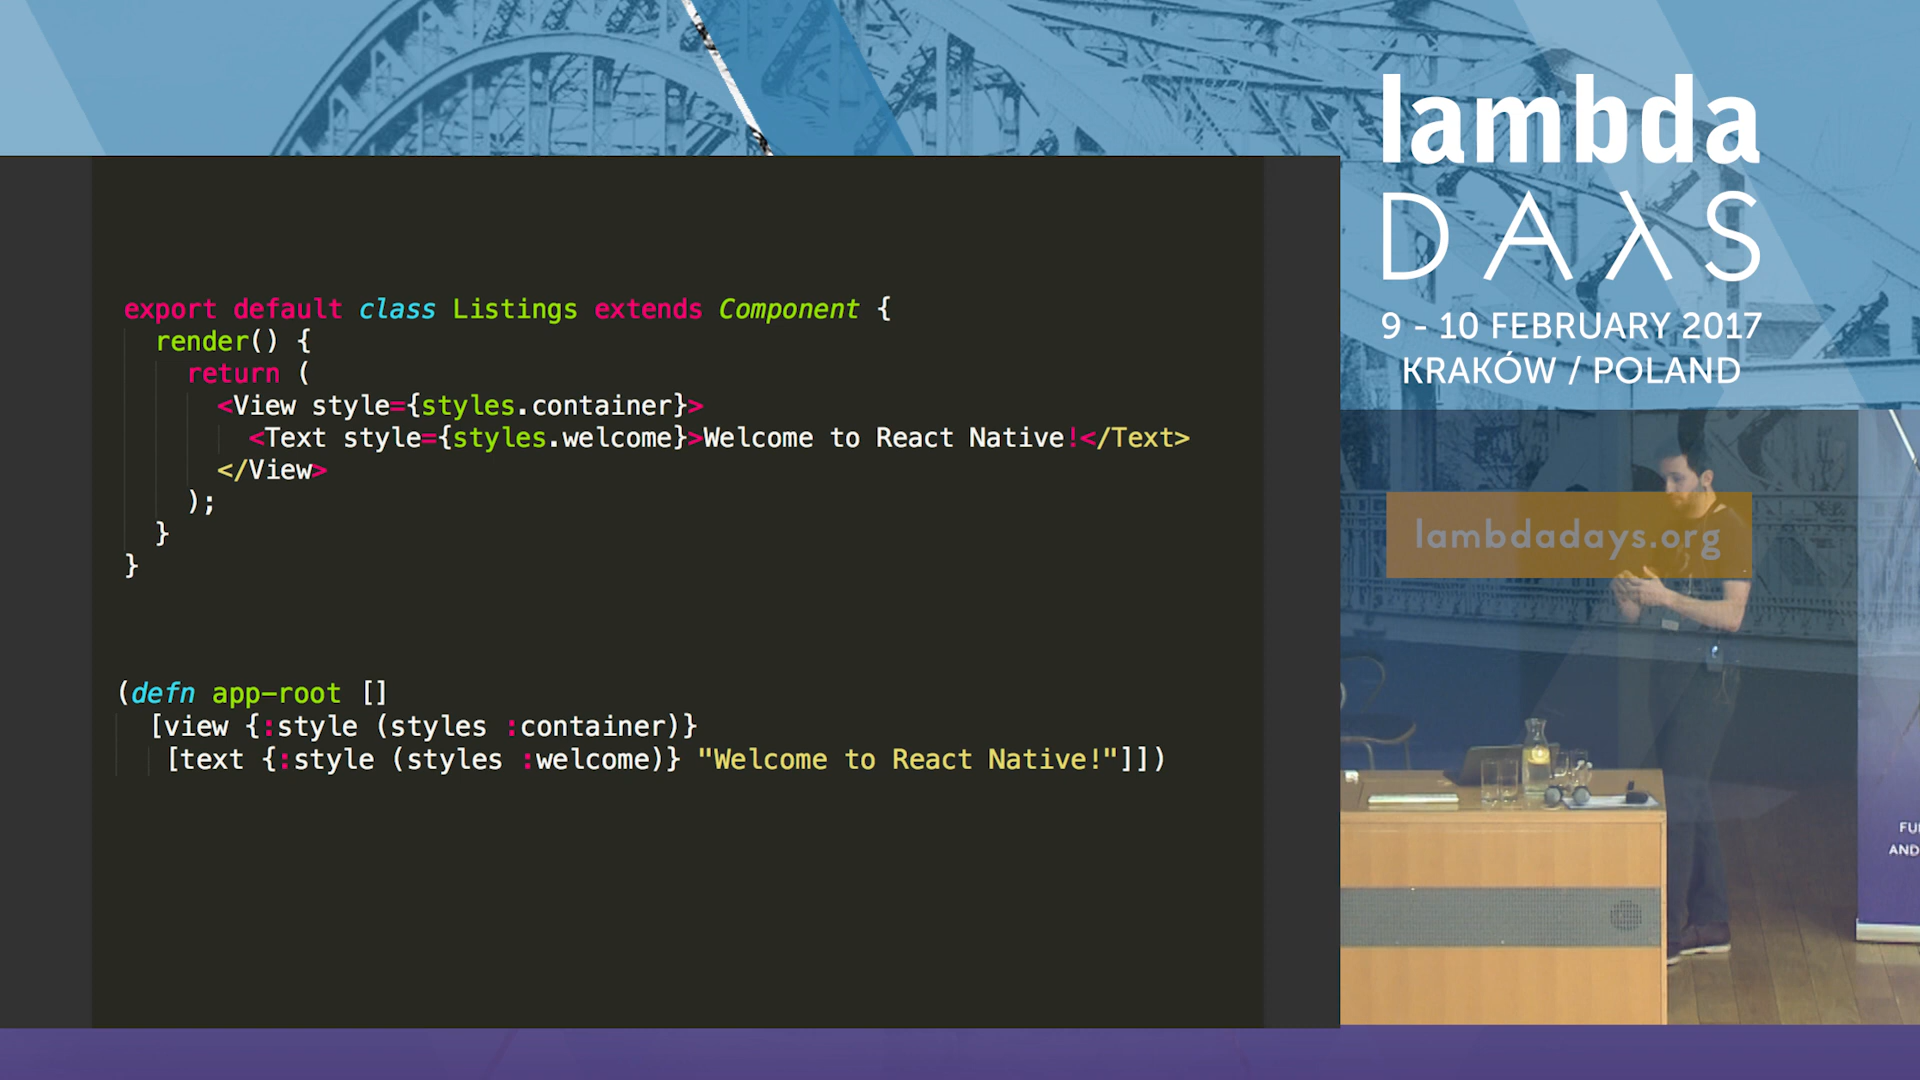 export default class Listings extends Component {
render() {
return (
<View style={styles.container}>
<Text style={styles.welcome}>Welcome to React Native!</Text>
</View>
);
}
}
(defn app-root []
[view {:style (styles :container)}
[text {:style (styles :welcome)} "Welcome to React Native!"]])
lambda
DAλS
9 - 10 FEBRUARY 2017
KRAKÓW / POLAND
lambdadays.org
AND